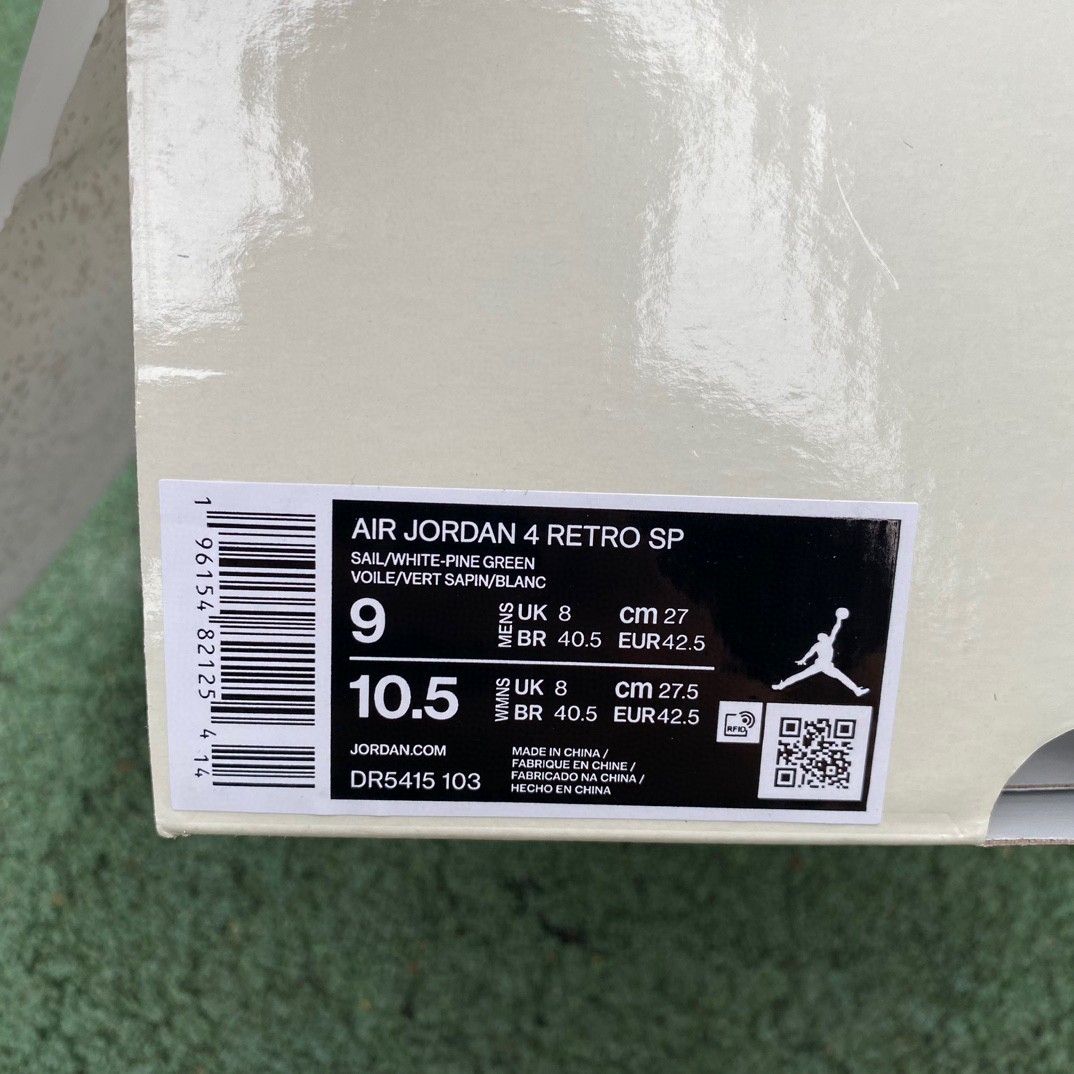 1 96154 82125 4 14
AIR JORDAN 4 RETRO SP
SAIL/WHITE-PINE GREEN
VOILE/VERT SAPIN/BLANC
9 MENS UK 8 cm 27
BR 40.5 EUR 42.5
10.5 WMNS UK 8 cm 27.5
BR 40.5 EUR 42.5
RFID
JORDAN.COM
DR5415 103
MADE IN CHINA /
FABRIQUE EN CHINE /
FABRICADO NA CHINA /
HECHO EN CHINA